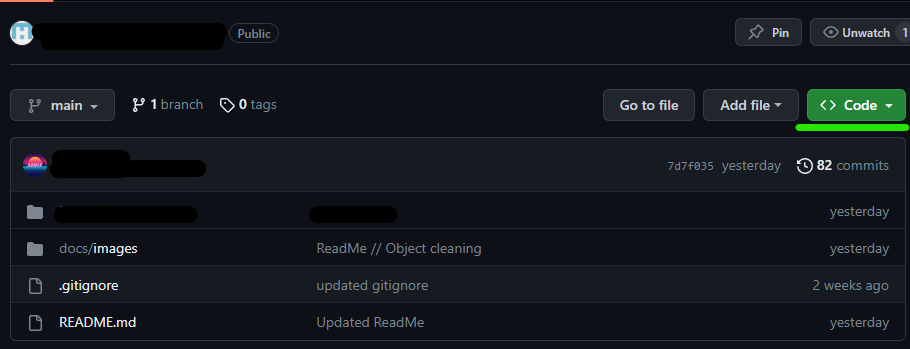 Public Pin Unwatch 1
main 1 branch 0 tags Go to file Add file <> Code
7d7f035 yesterday 82 commits
yesterday
docs/images ReadMe // Object cleaning yesterday
.gitignore updated gitignore 2 weeks ago
README.md Updated ReadMe yesterday